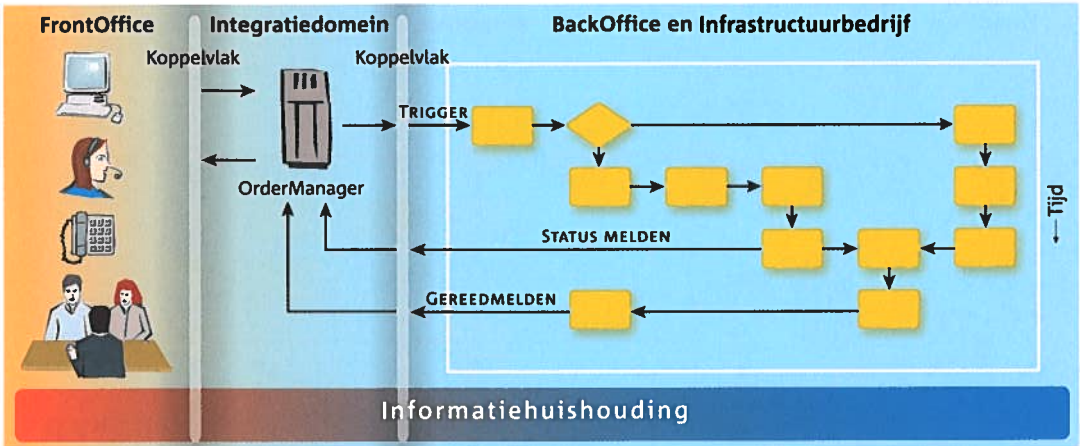 FrontOffice
Integratiedomein
BackOffice en Infrastructuurbedrijf
Koppelvlak
Koppelvlak
TRIGGER
OrderManager
STATUS MELDEN
GEREEDMELDEN
Tijd
Informatiehuishouding